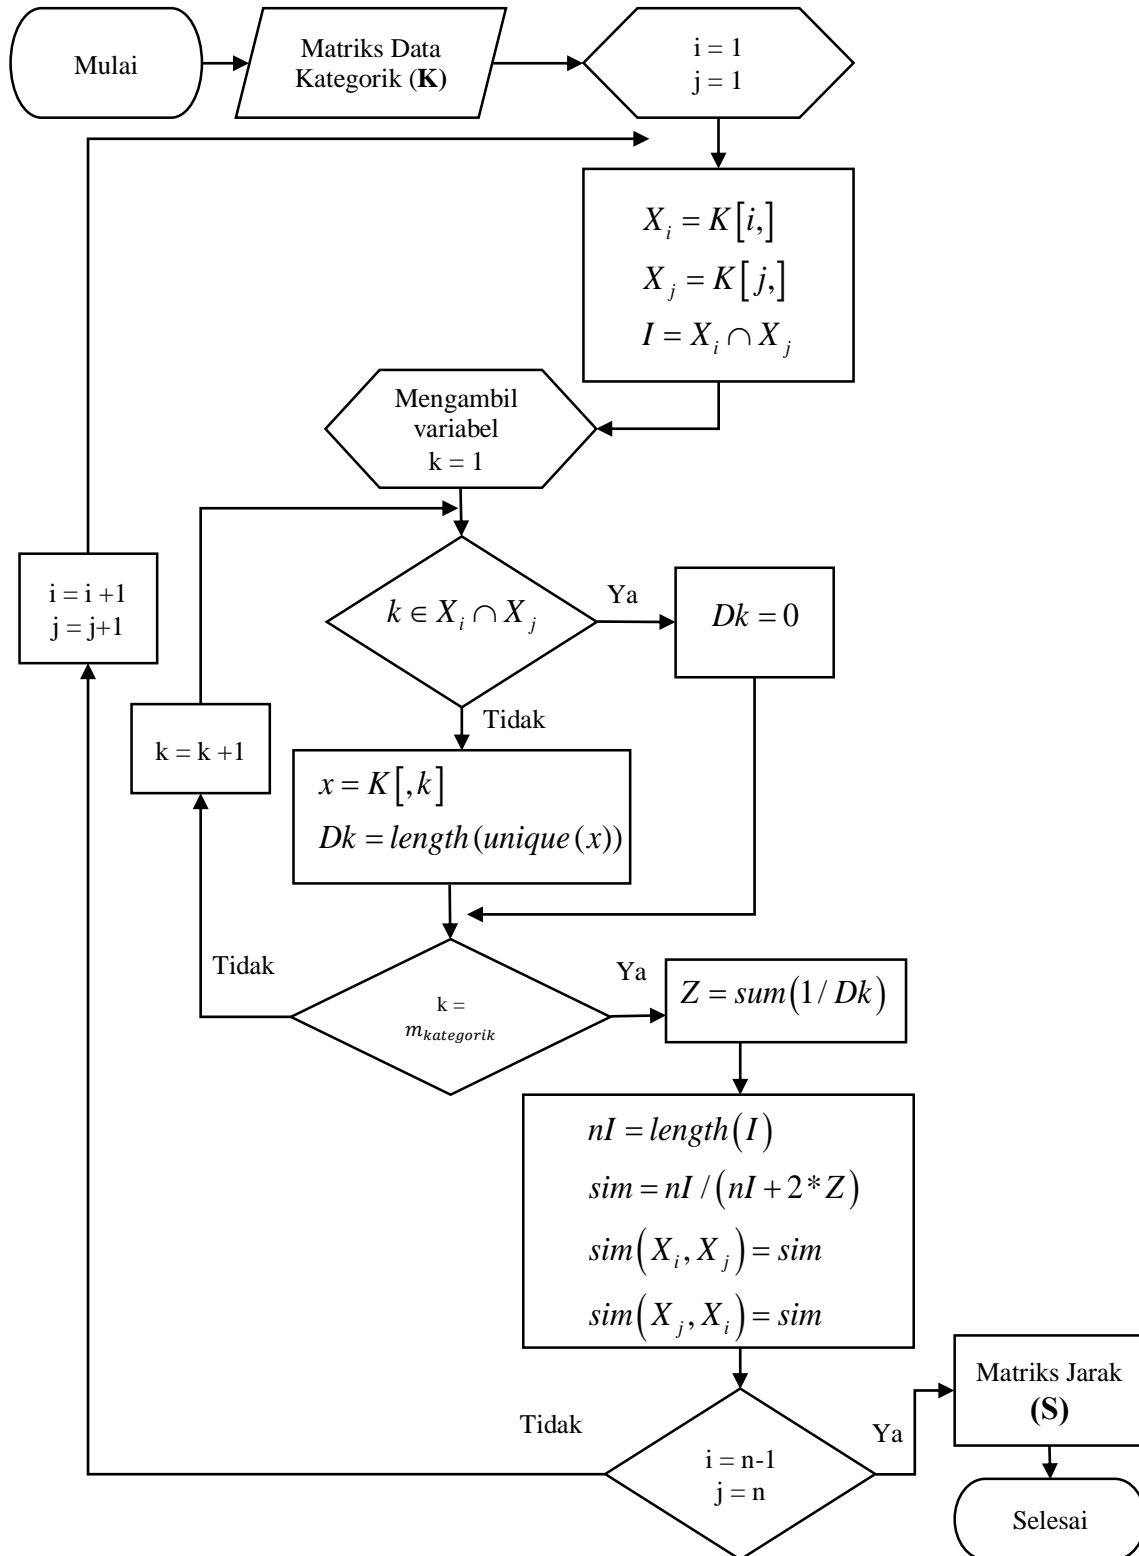 Mulai
Matriks Data
Kategorik (K)
i = 1
j = 1
X_i = K[i,]
X_j = K[j,]
I = X_i ∩ X_j
Mengambil
variabel
k = 1
i = i +1
j = j+1
k ∈ X_i ∩ X_j
Ya
Dk = 0
Tidak
k = k +1
x = K[,k]
Dk = length(unique(x))
Tidak
k =
m_kategorik
Ya
Z = sum(1/Dk)
nI = length(I)
sim = nI/(nI + 2*Z)
sim(X_i, X_j) = sim
sim(X_j, X_i) = sim
Tidak
i = n-1
j = n
Ya
Matriks Jarak
(S)
Selesai